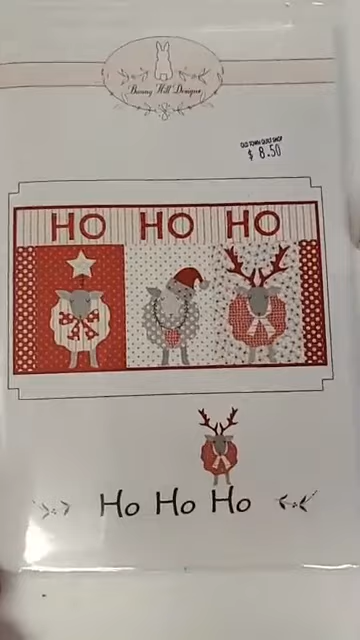 Bunny Hill Designs
OLD TOWN QUILT SHOP
$ 8.50
HO HO HO
Ho Ho Ho